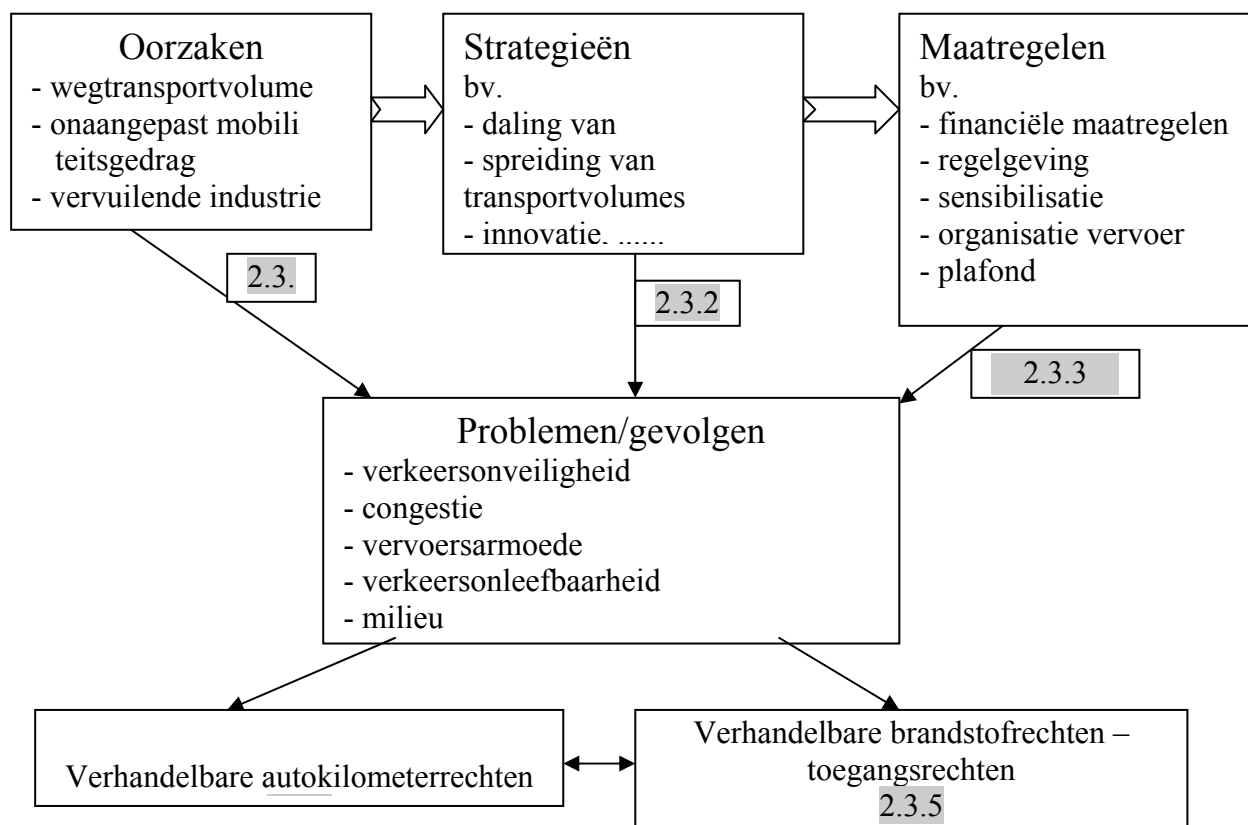 Oorzaken
- wegtransportvolume
- onaangepast mobili
teitsgedrag
- vervuilende industrie
Strategieën
bv.
- daling van
- spreiding van
transportvolumes
- innovatie, ......
Maatregelen
bv.
- financiële maatregelen
- regelgeving
- sensibilisatie
- organisatie vervoer
- plafond
2.3.
2.3.2
2.3.3
Problemen/gevolgen
- verkeersonveiligheid
- congestie
- vervoersarmoede
- verkeersonleefbaarheid
- milieu
Verhandelbare autokilometerrechten
Verhandelbare brandstofrechten –
toegangsrechten
2.3.5